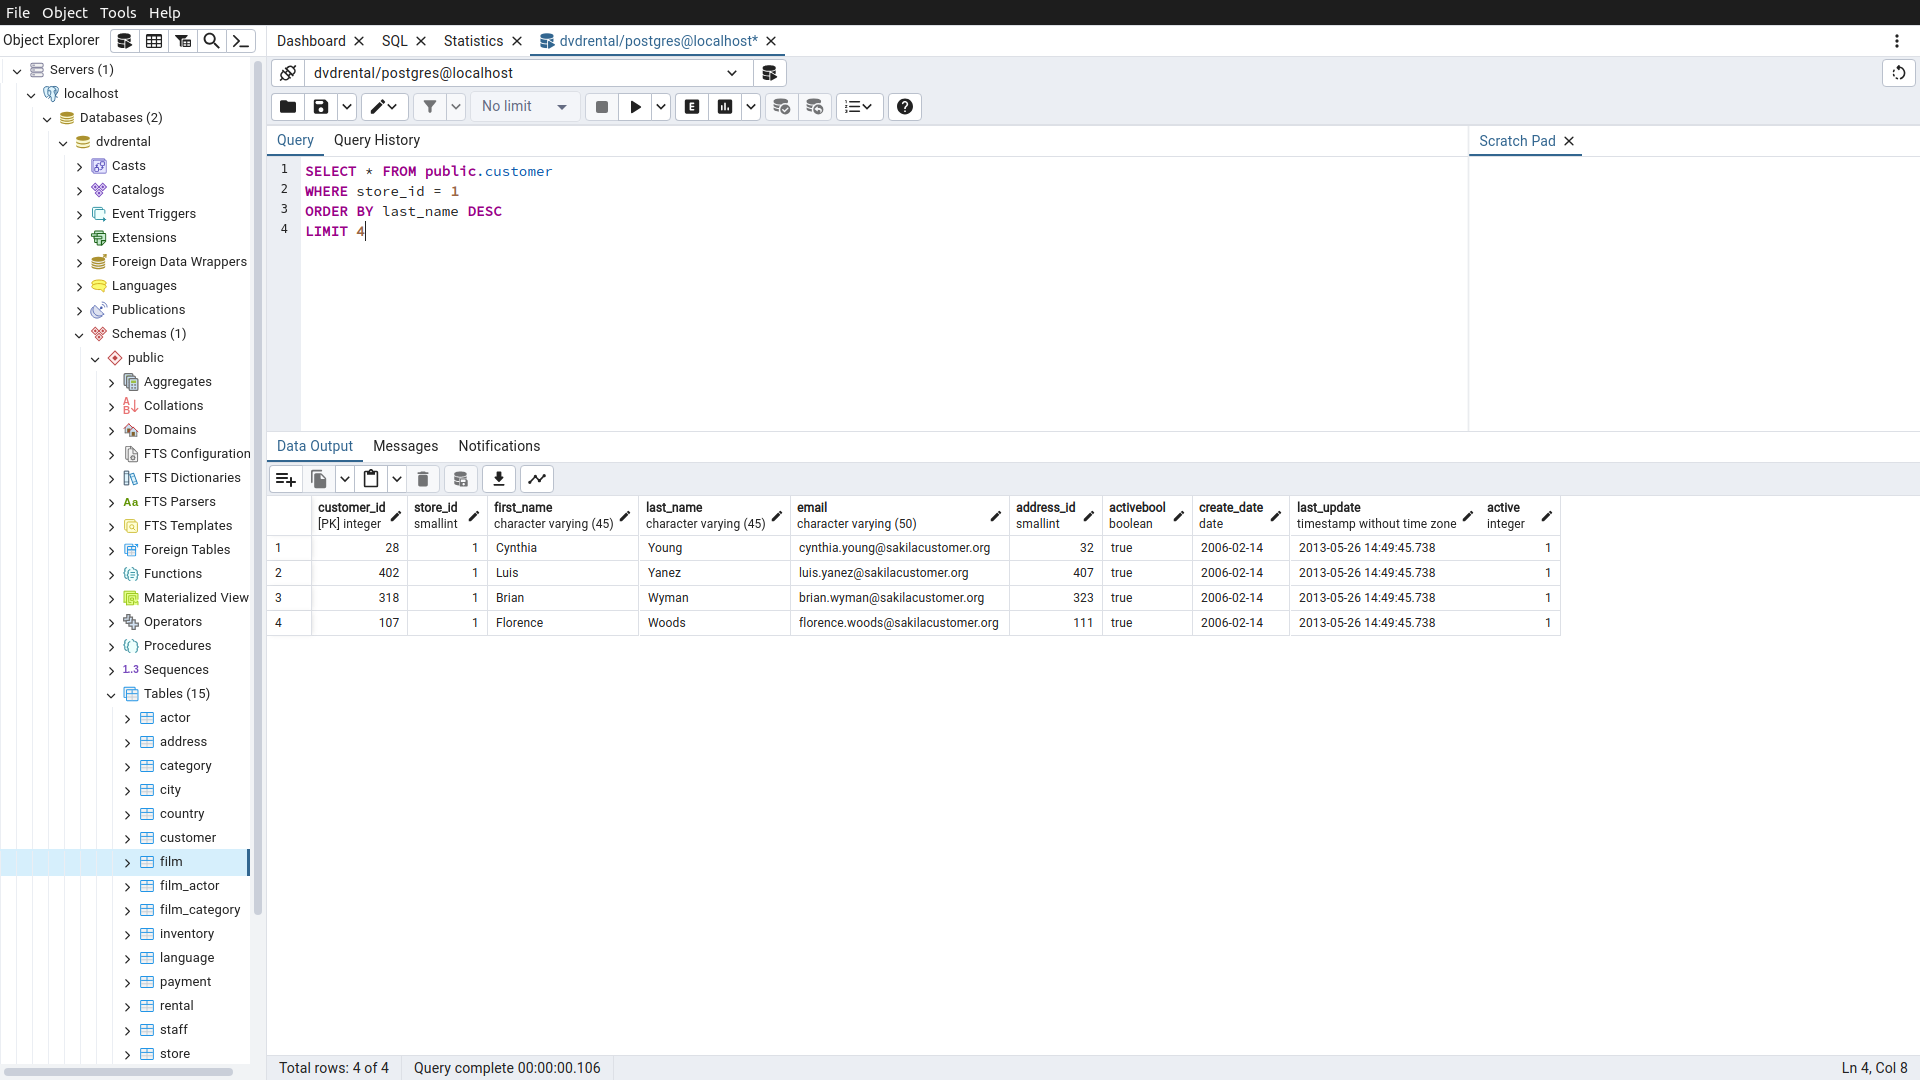 File Object Tools Help
Object Explorer
Dashboard SQL Statistics dvdrental/postgres@localhost*
Servers (1)
localhost
Databases (2)
dvdrental
Casts
Catalogs
Event Triggers
Extensions
Foreign Data Wrappers
Languages
Publications
Schemas (1)
public
Aggregates
Collations
Domains
FTS Configuration
FTS Dictionaries
Aa FTS Parsers
FTS Templates
Foreign Tables
Functions
Materialized View
Operators
Procedures
1..3 Sequences
Tables (15)
actor
address
category
city
country
customer
film
film_actor
film_category
inventory
language
payment
rental
staff
store
dvdrental/postgres@localhost
No limit E
Query Query History
Scratch Pad
1 SELECT * FROM public.customer
2 WHERE store_id = 1
3 ORDER BY last_name DESC
4 LIMIT 4
Data Output Messages Notifications
customer_id store_id first_name last_name email address_id activebool create_date last_update active
[PK] integer smallint character varying (45) character varying (45) character varying (50) smallint boolean date timestamp without time zone integer
1 28 1 Cynthia Young cynthia.young@sakilacustomer.org 32 true 2006-02-14 2013-05-26 14:49:45.738 1
2 402 1 Luis Yanez luis.yanez@sakilacustomer.org 407 true 2006-02-14 2013-05-26 14:49:45.738 1
3 318 1 Brian Wyman brian.wyman@sakilacustomer.org 323 true 2006-02-14 2013-05-26 14:49:45.738 1
4 107 1 Florence Woods florence.woods@sakilacustomer.org 111 true 2006-02-14 2013-05-26 14:49:45.738 1
Total rows: 4 of 4 Query complete 00:00:00.106 Ln 4, Col 8